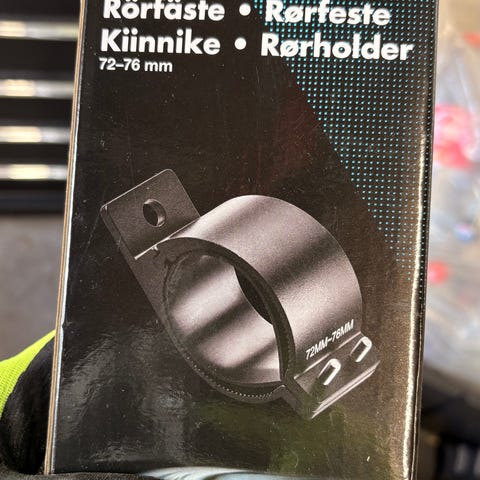 Rörfäste • Rørfeste
Kiinnike • Rørholder
72–76 mm
72MM-76MM